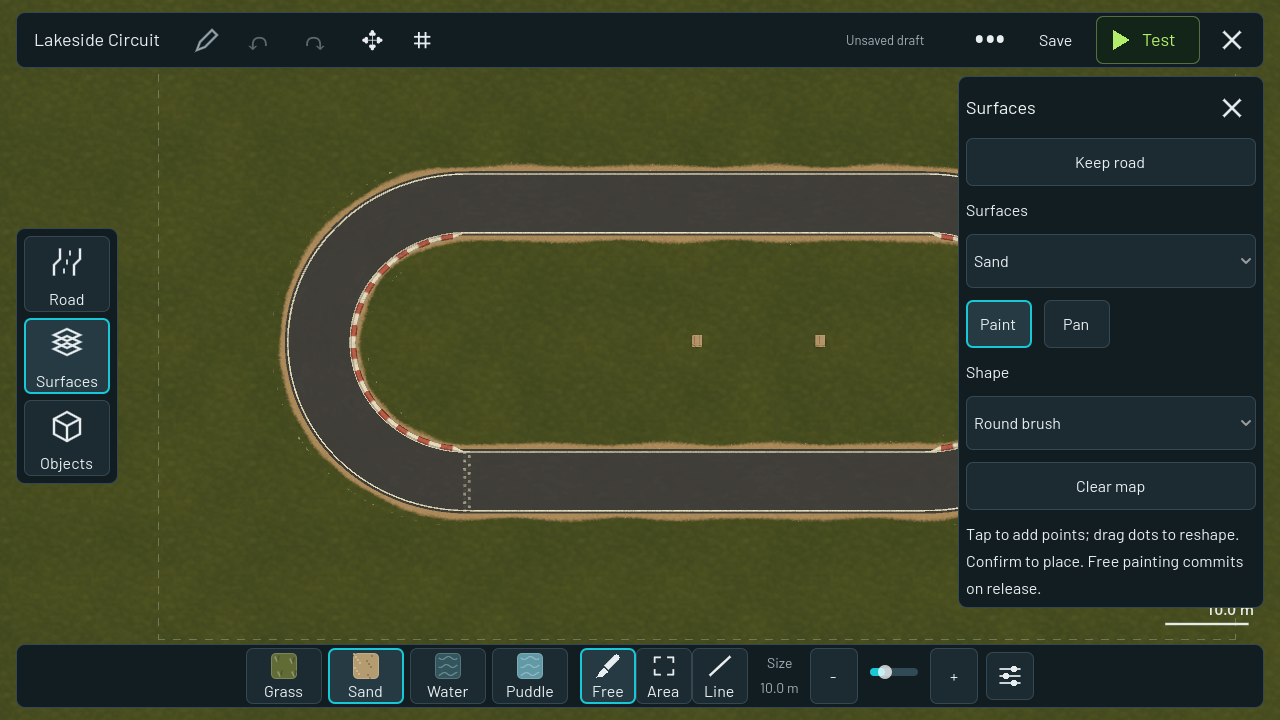 Lakeside Circuit
Unsaved draft
Save
Test
Surfaces
Keep road
Surfaces
Sand
Paint
Pan
Shape
Round brush
Clear map
Tap to add points; drag dots to reshape.
Confirm to place. Free painting commits
on release.
10.0 m
Road
Surfaces
Objects
Grass
Sand
Water
Puddle
Free
Area
Line
Size
10.0 m
-
+